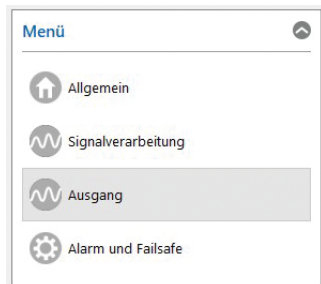 Menü
Allgemein
Signalverarbeitung
Ausgang
Alarm und Failsafe